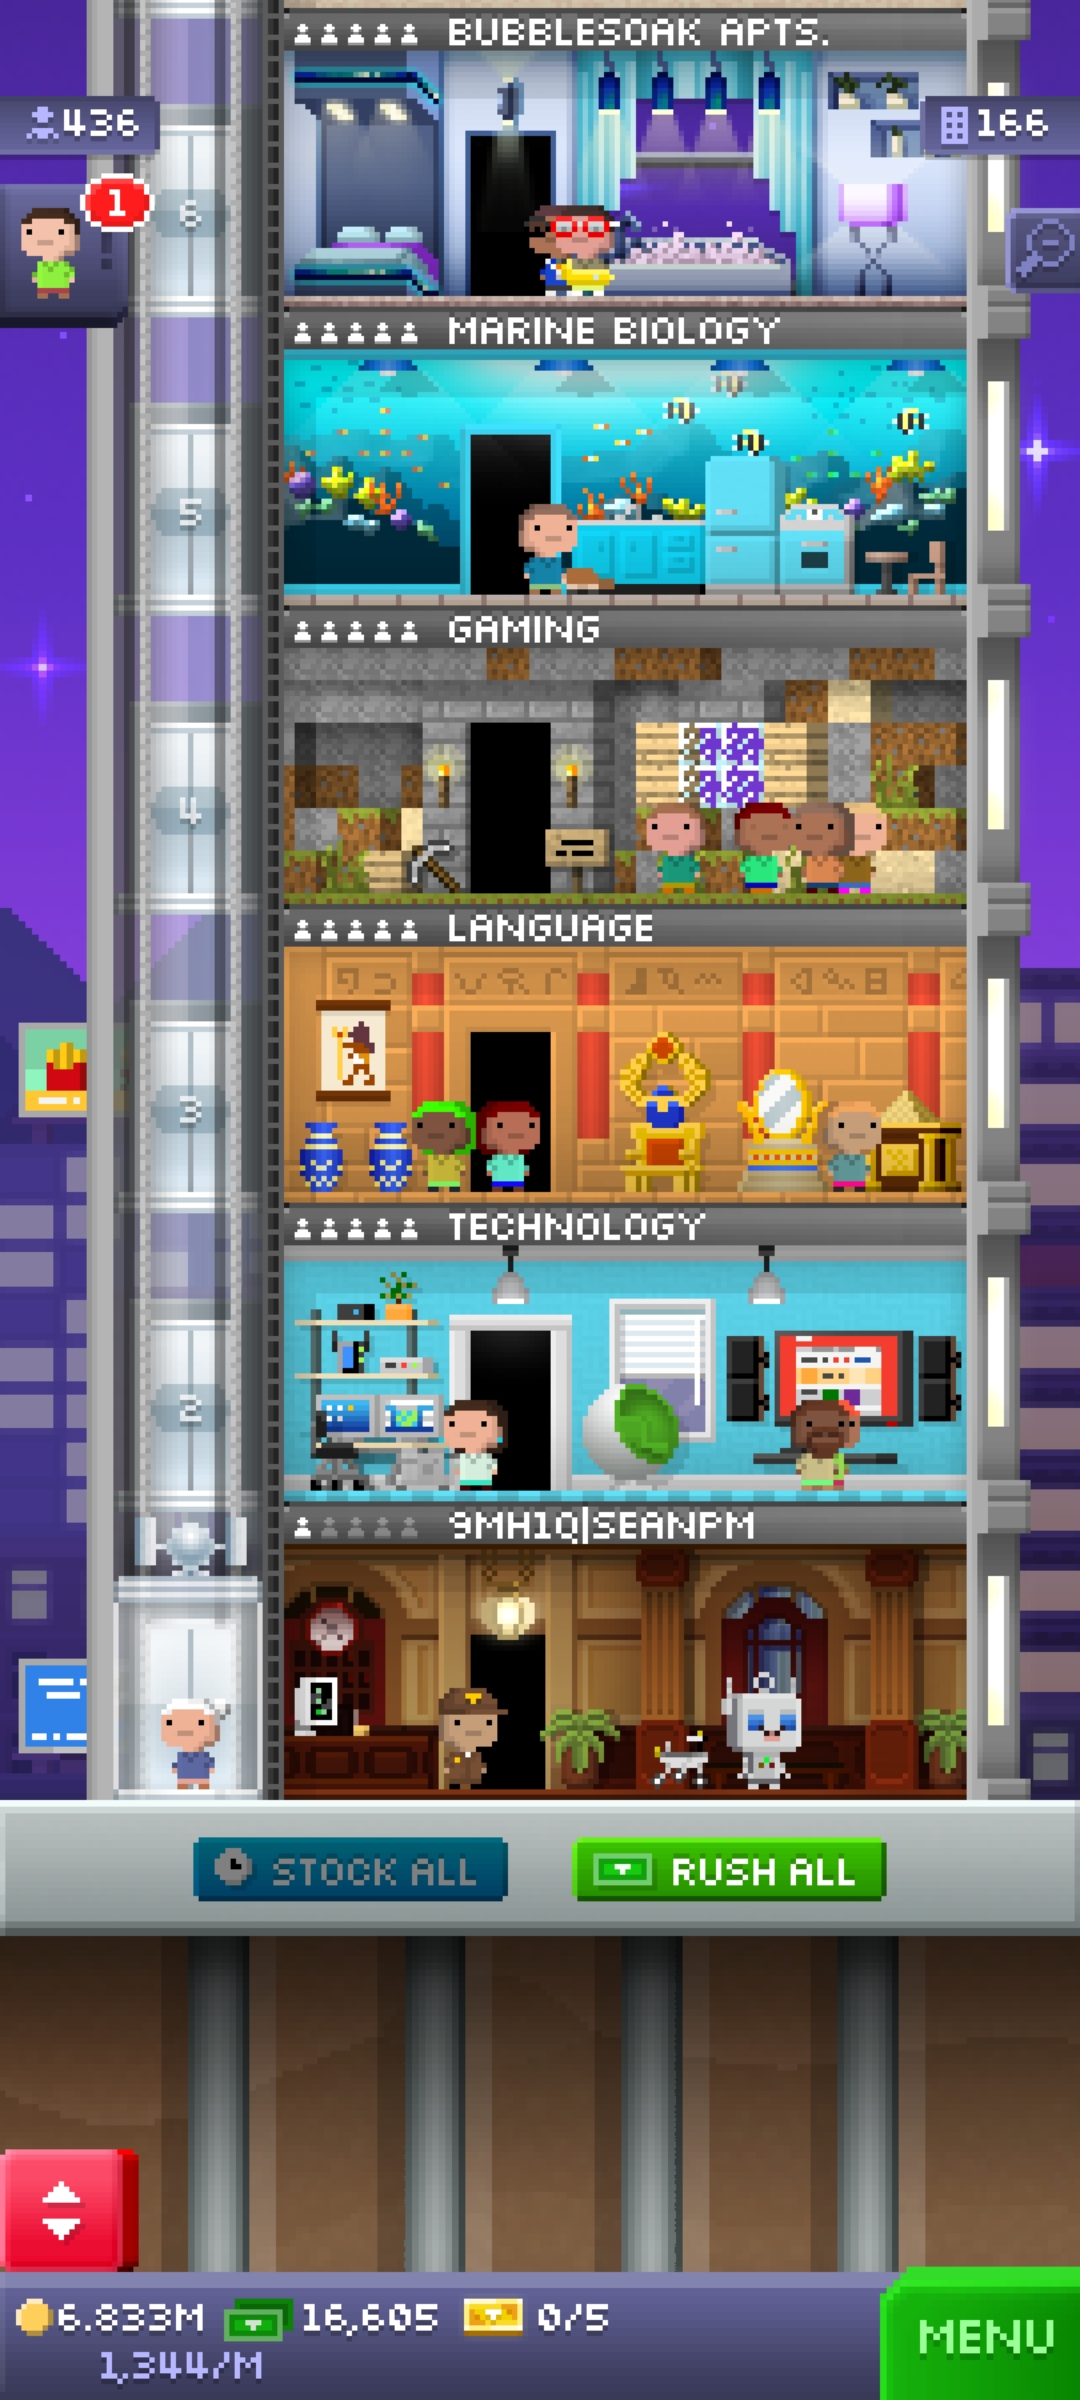 BUBBLESOAK APTS.
436
166
1
6
MARINE BIOLOGY
5
GAMING
4
LANGUAGE
3
TECHNOLOGY
2
9MH1Q|SEANPM
STOCK ALL
RUSH ALL
6.833M 16,605 0/5
1,344/M
MENU